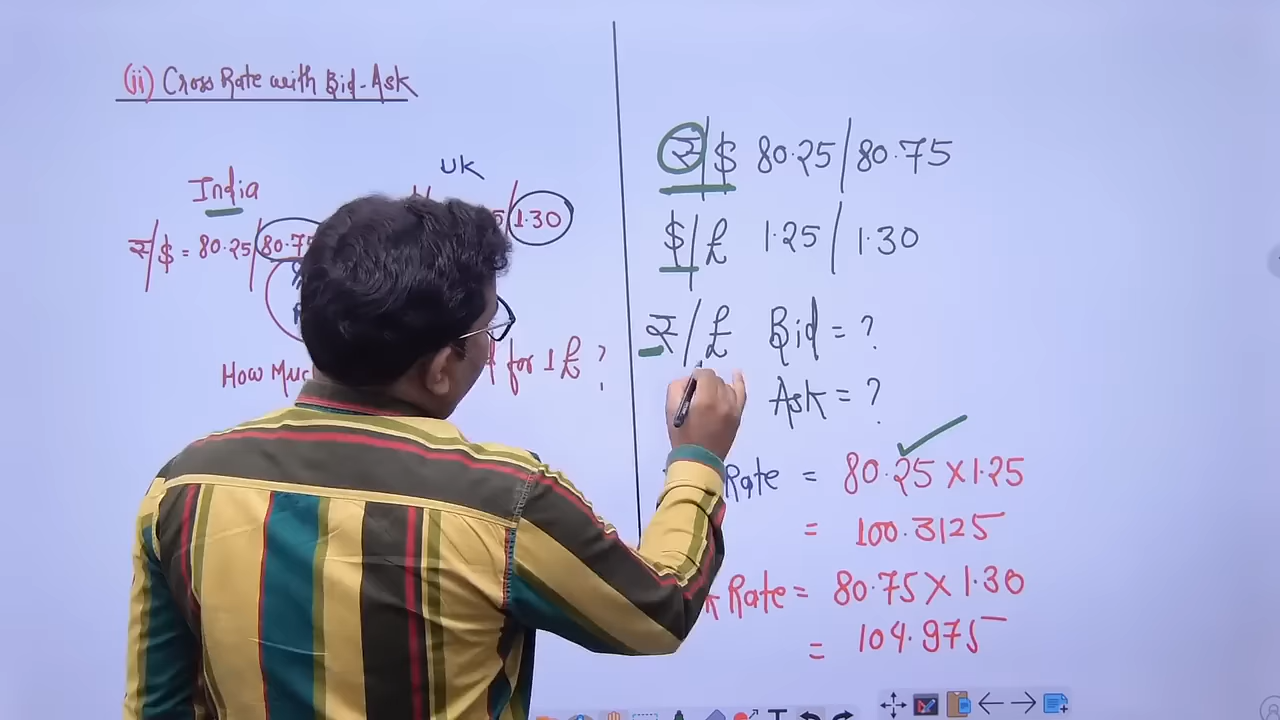 (ii) Cross Rate with Bid-Ask
India
₹/$ = 80.25/80.75
UK
1.30
How Much
for 1 £ ?
₹/$ 80.25/80.75
$/£ 1.25/1.30
₹/£ Bid = ?
Ask = ?
Rate = 80.25 × 1.25
= 100.3125
Rate = 80.75 × 1.30
= 104.975